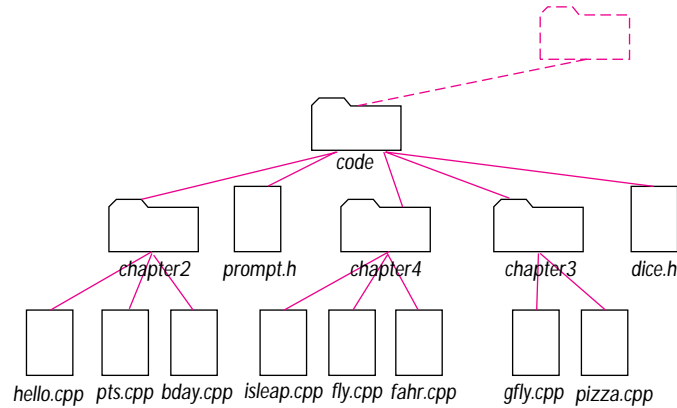 code
chapter2 prompt.h chapter4 chapter3 dice.h
hello.cpp pts.cpp bday.cpp isleap.cpp fly.cpp fahr.cpp gfly.cpp pizza.cpp